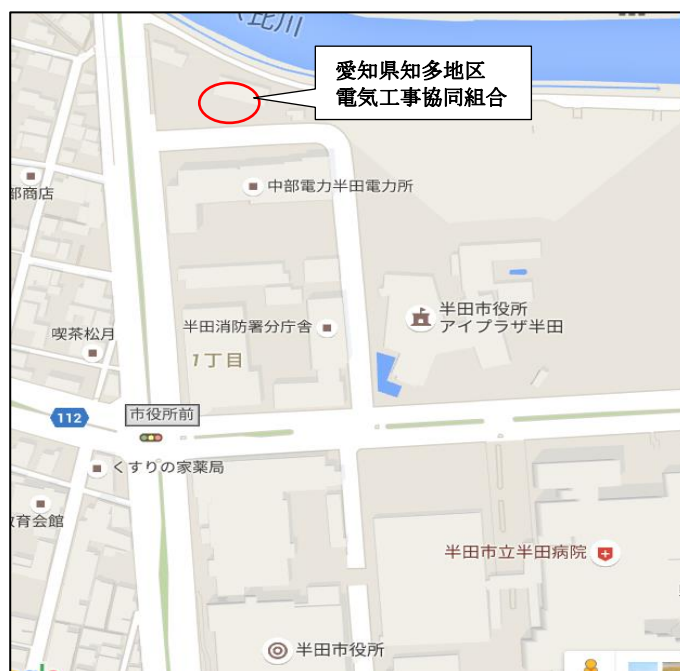 比川
愛知県知多地区
電気工事協同組合
中部電力半田電力所
部商店
半田市役所
アイプラザ半田
半田消防署分庁舎
喫茶松月
1丁目
市役所前
112
くすりの家薬局
育会館
半田市立半田病院
半田市役所